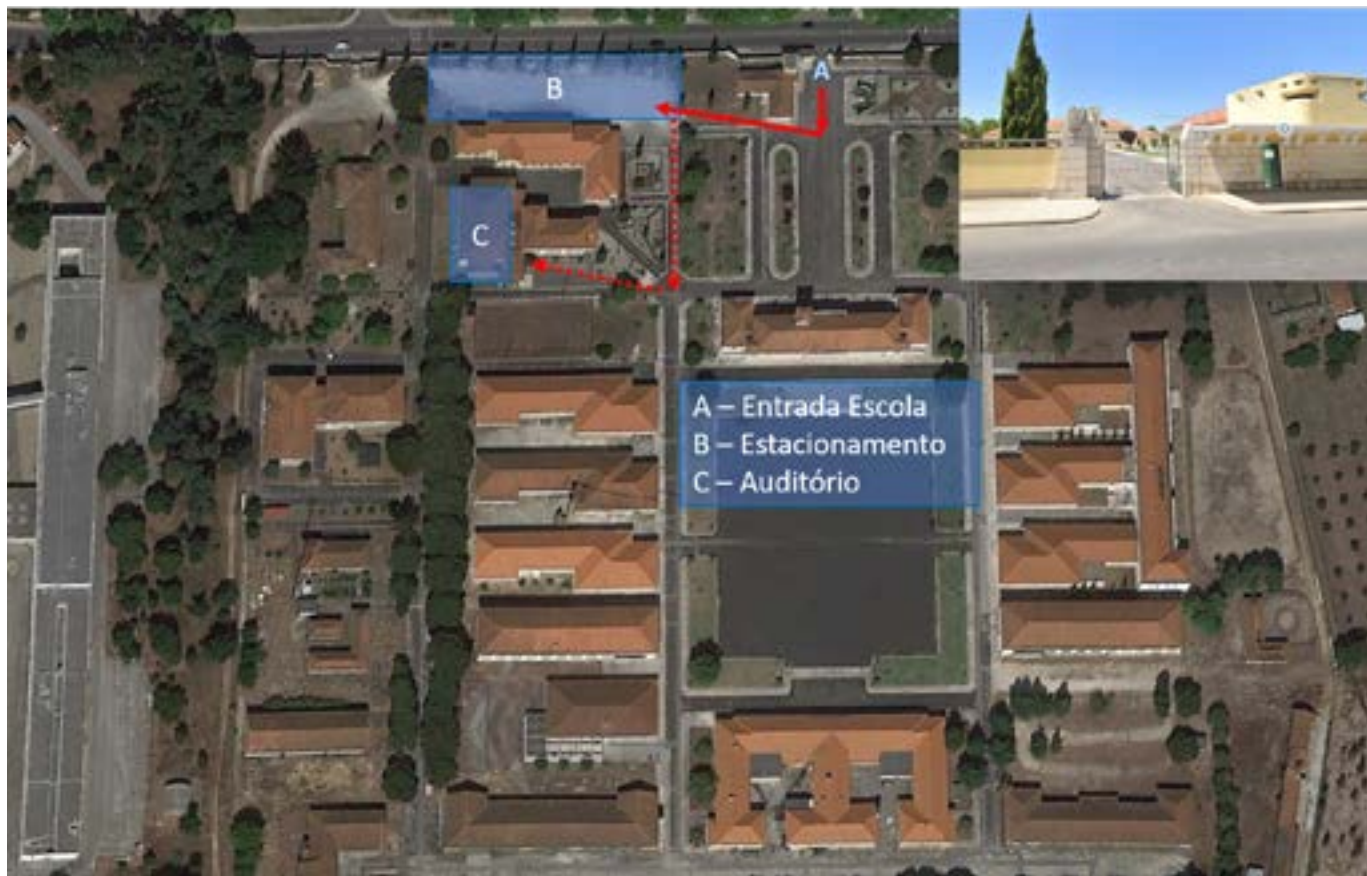 B
A
C
A – Entrada Escola
B – Estacionamento
C – Auditório